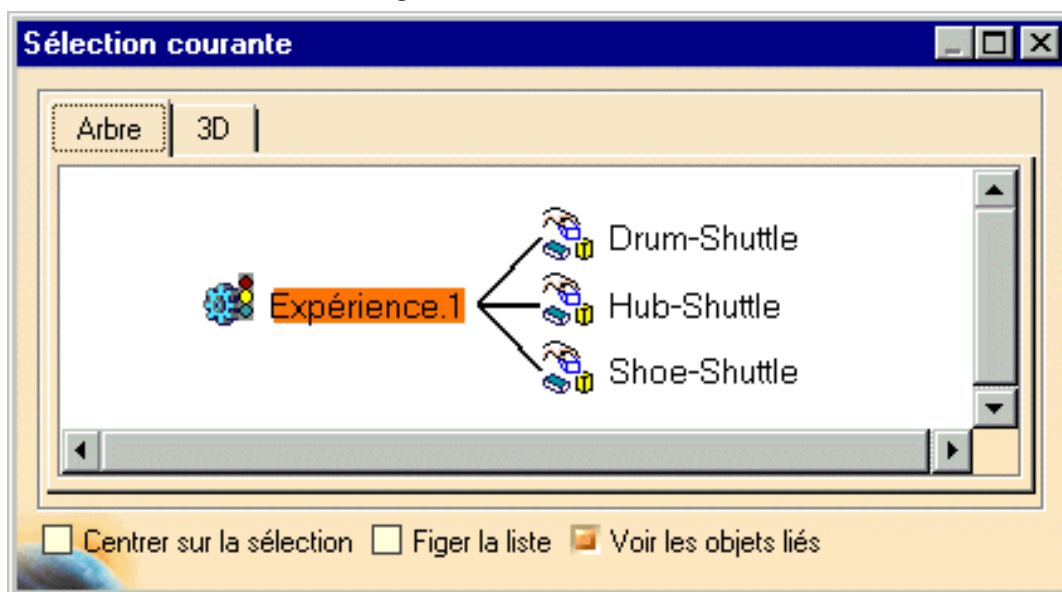 Sélection courante
Arbre 3D
Drum-Shuttle
Expérience.1 Hub-Shuttle
Shoe-Shuttle
Centrer sur la sélection Figer la liste Voir les objets liés